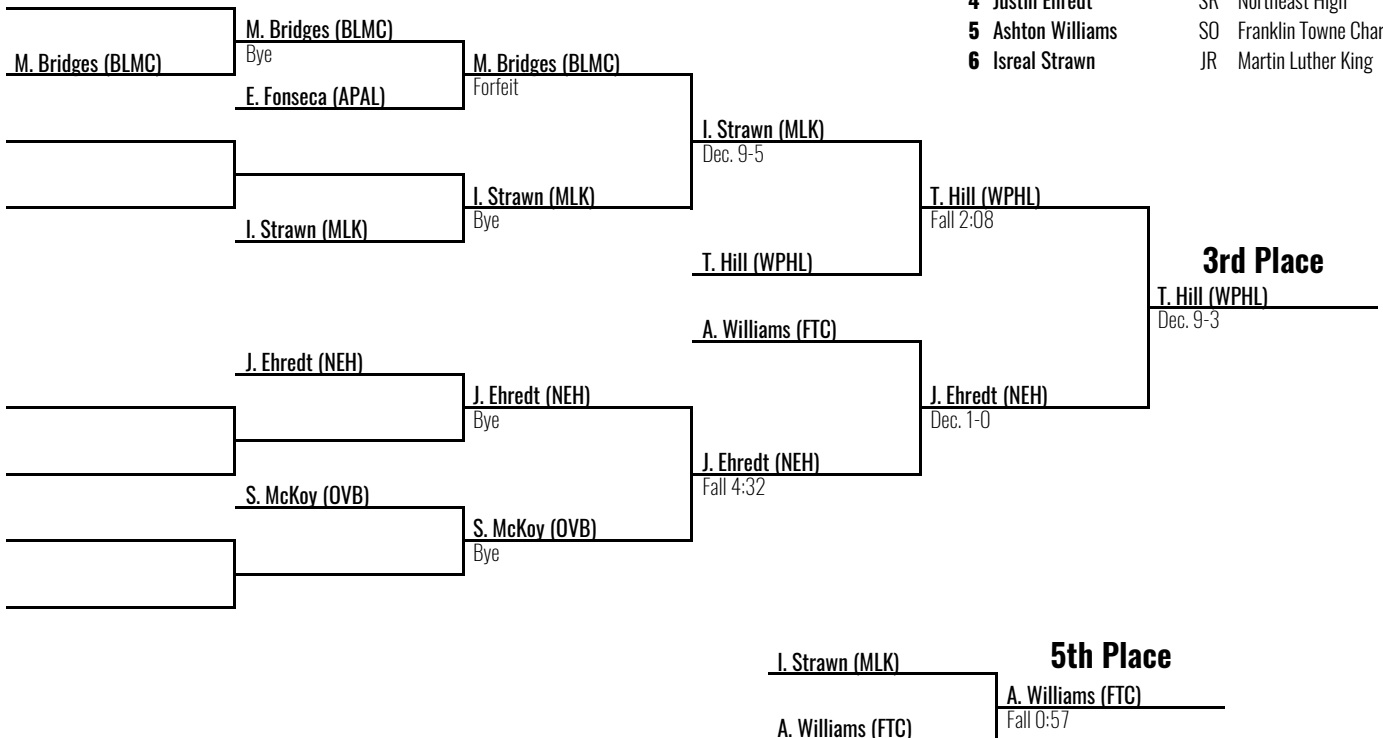 4 Justin Ehredt SR Northeast High
M. Bridges (BLMC)
5 Ashton Williams SO Franklin Towne Char
Bye
M. Bridges (BLMC)
M. Bridges (BLMC)
6 Isreal Strawn JR Martin Luther King
Forfeit
E. Fonseca (APAL)
I. Strawn (MLK)
Dec. 9-5
I. Strawn (MLK)
T. Hill (WPHL)
Bye
Fall 2:08
I. Strawn (MLK)
T. Hill (WPHL)
3rd Place
T. Hill (WPHL)
Dec. 9-3
A. Williams (FTC)
J. Ehredt (NEH)
J. Ehredt (NEH)
J. Ehredt (NEH)
Bye
Dec. 1-0
J. Ehredt (NEH)
Fall 4:32
S. McKoy (OVB)
S. McKoy (OVB)
Bye
5th Place
I. Strawn (MLK)
A. Williams (FTC)
Fall 0:57
A. Williams (FTC)